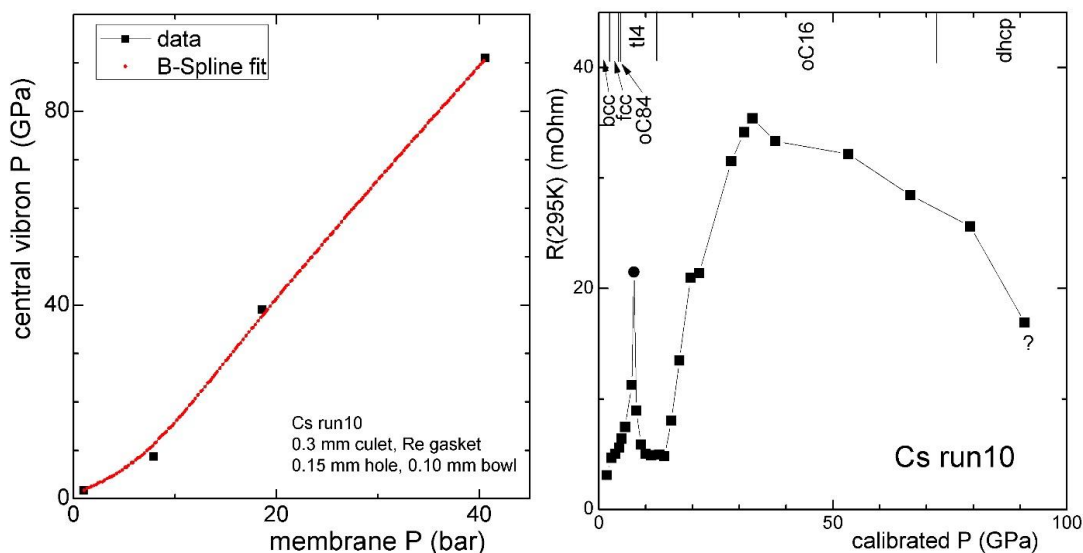 data
B-Spline fit
central vibron P (GPa)
80
40
0
Cs run10
0.3 mm culet, Re gasket
0.15 mm hole, 0.10 mm bowl
0
20
40
membrane P (bar)
bcc
fcc
oC84
tI4
oC16
dhcp
R(295K) (mOhm)
40
20
0
?
Cs run10
0
50
100
calibrated P (GPa)